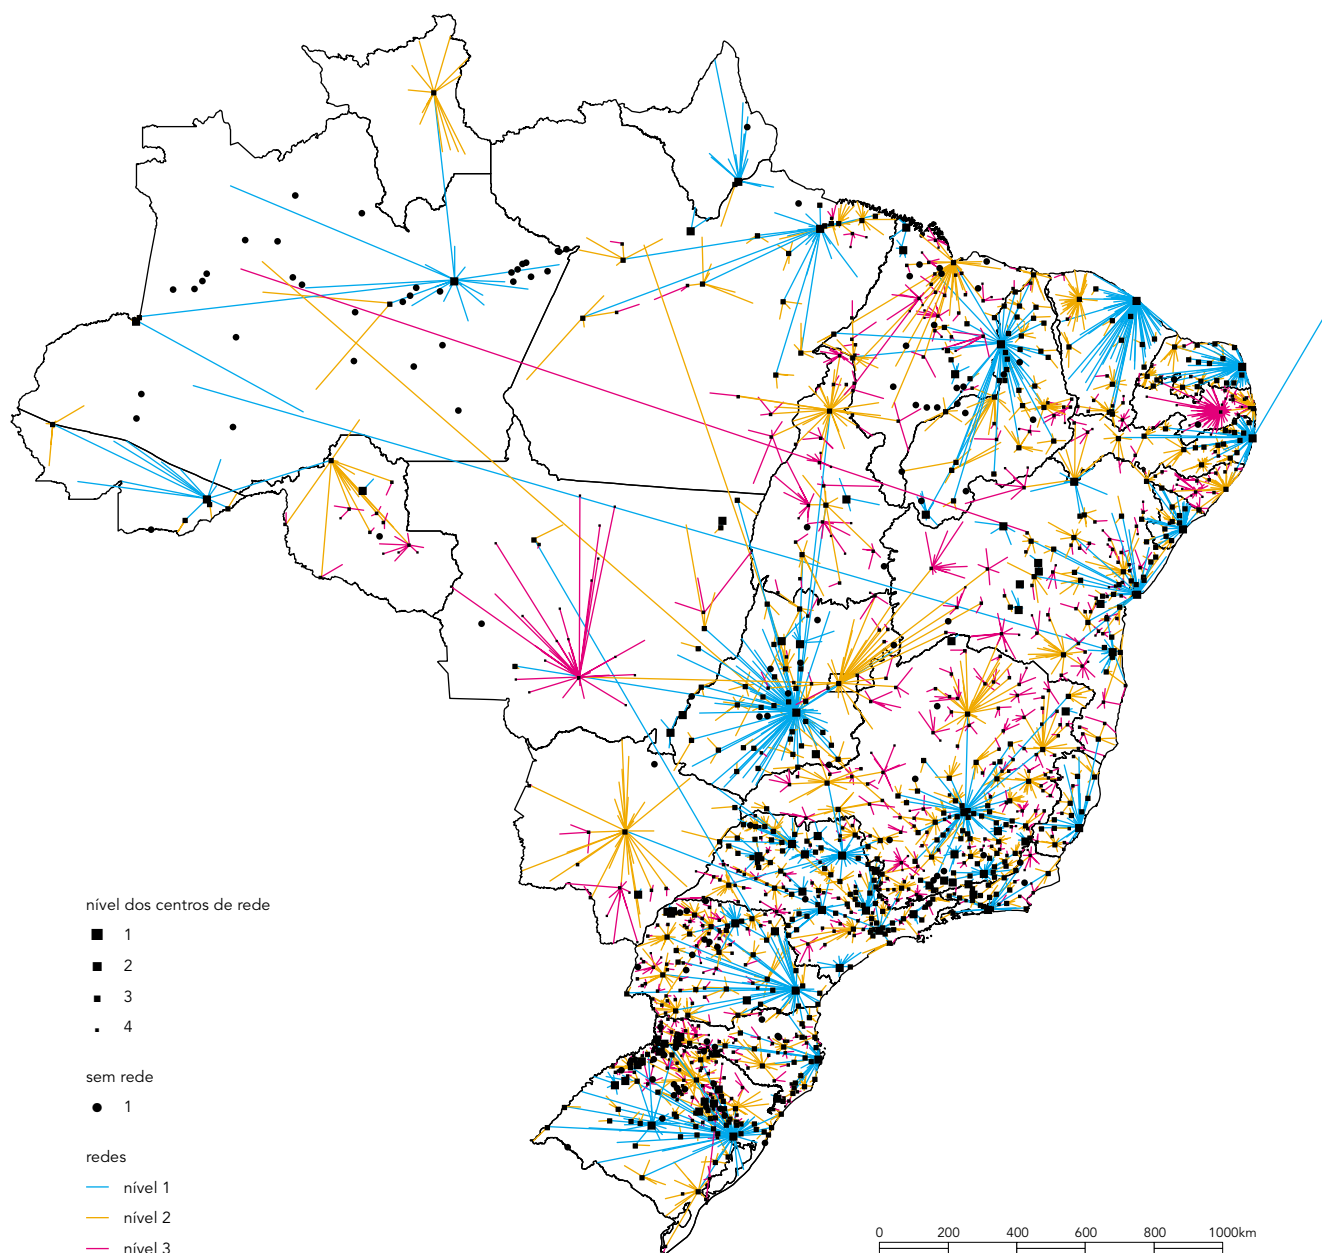 nível dos centros de rede
1
2
3
4
sem rede
1
redes
nível 1
nível 2
nível 3
0 200 400 600 800 1000km